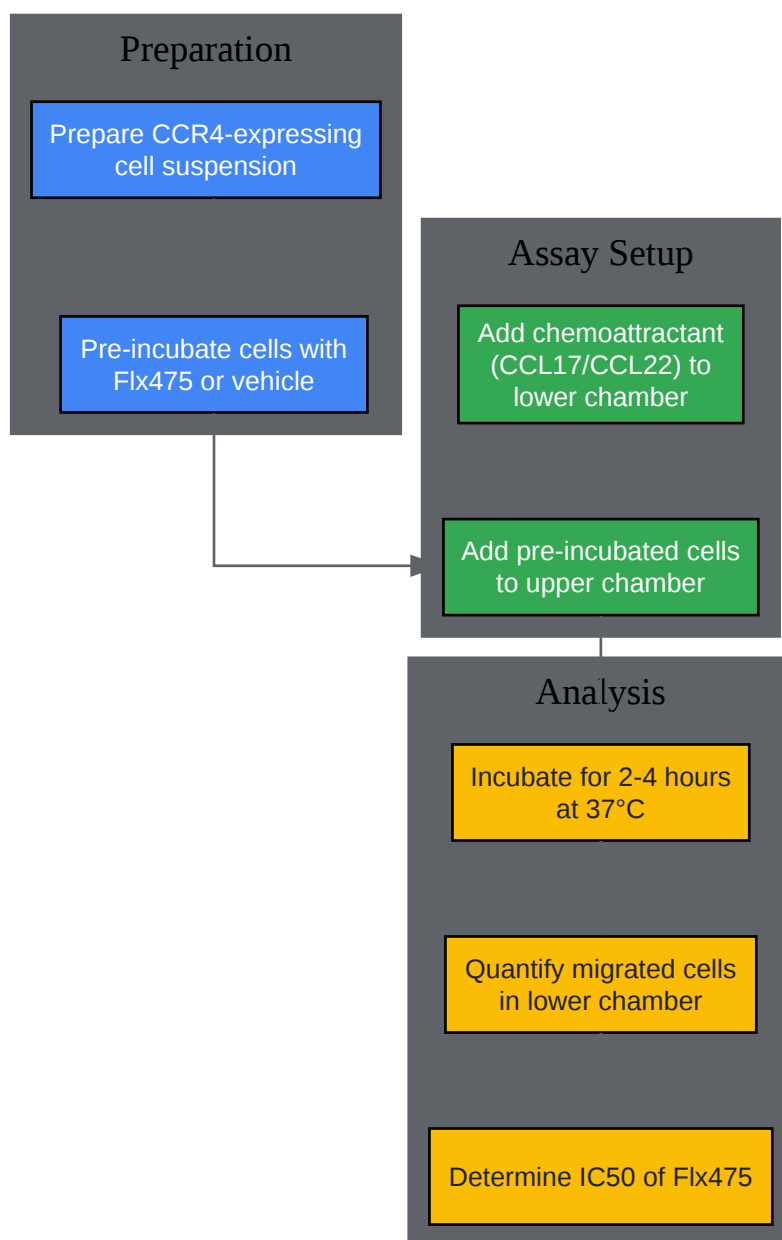 Preparation
Prepare CCR4-expressing
cell suspension
Pre-incubate cells with
Flx475 or vehicle
Assay Setup
Add chemoattractant
(CCL17/CCL22) to
lower chamber
Add pre-incubated cells
to upper chamber
Analysis
Incubate for 2-4 hours
at 37°C
Quantify migrated cells
in lower chamber
Determine IC50 of Flx475